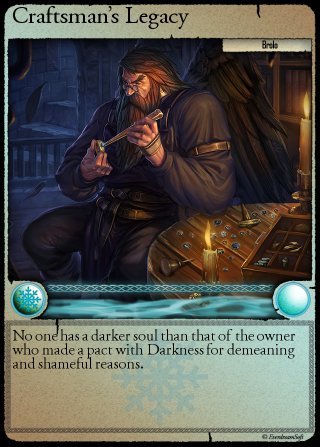 Craftsman's Legacy
Brolo
No one has a darker soul than that of the owner
who made a pact with Darkness for demeaning
and shameful reasons.
© EverdreamSoft